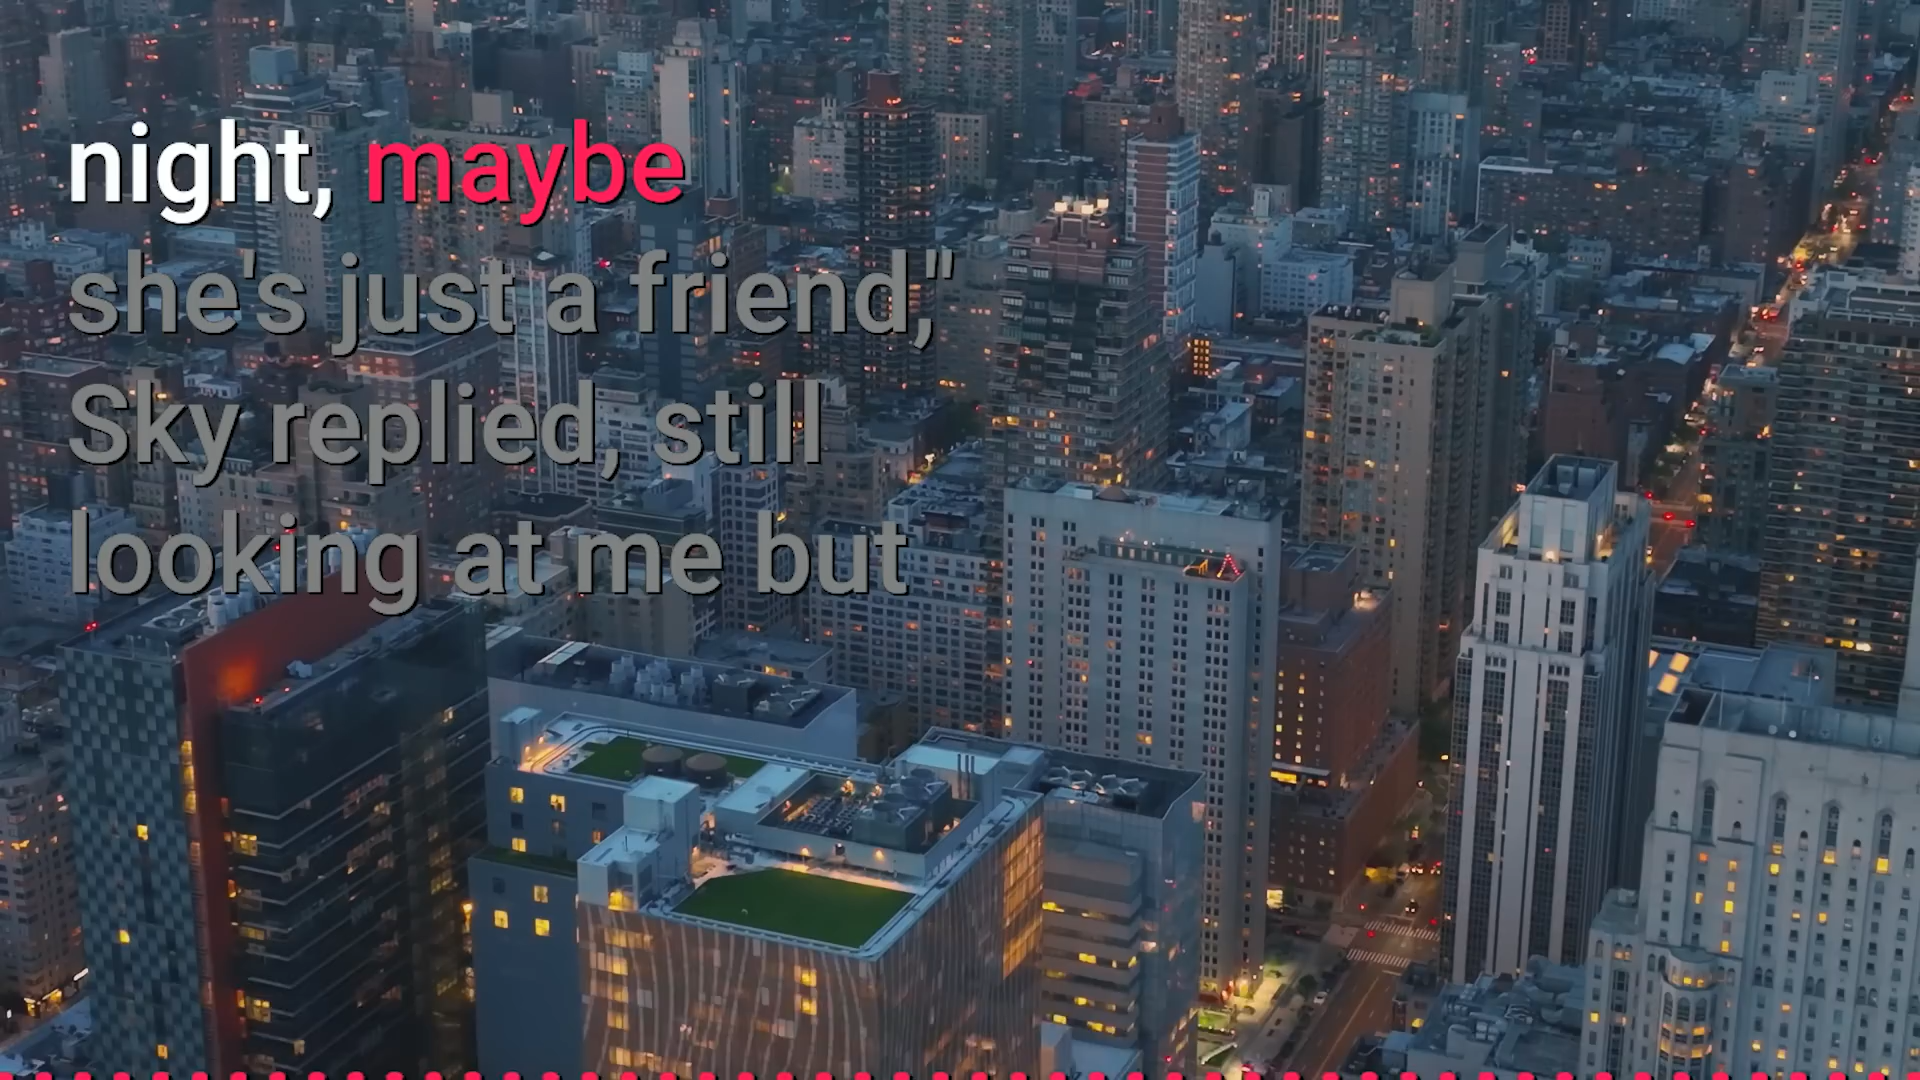 night, maybe
she's just a friend,"
Sky replied, still
looking at me but